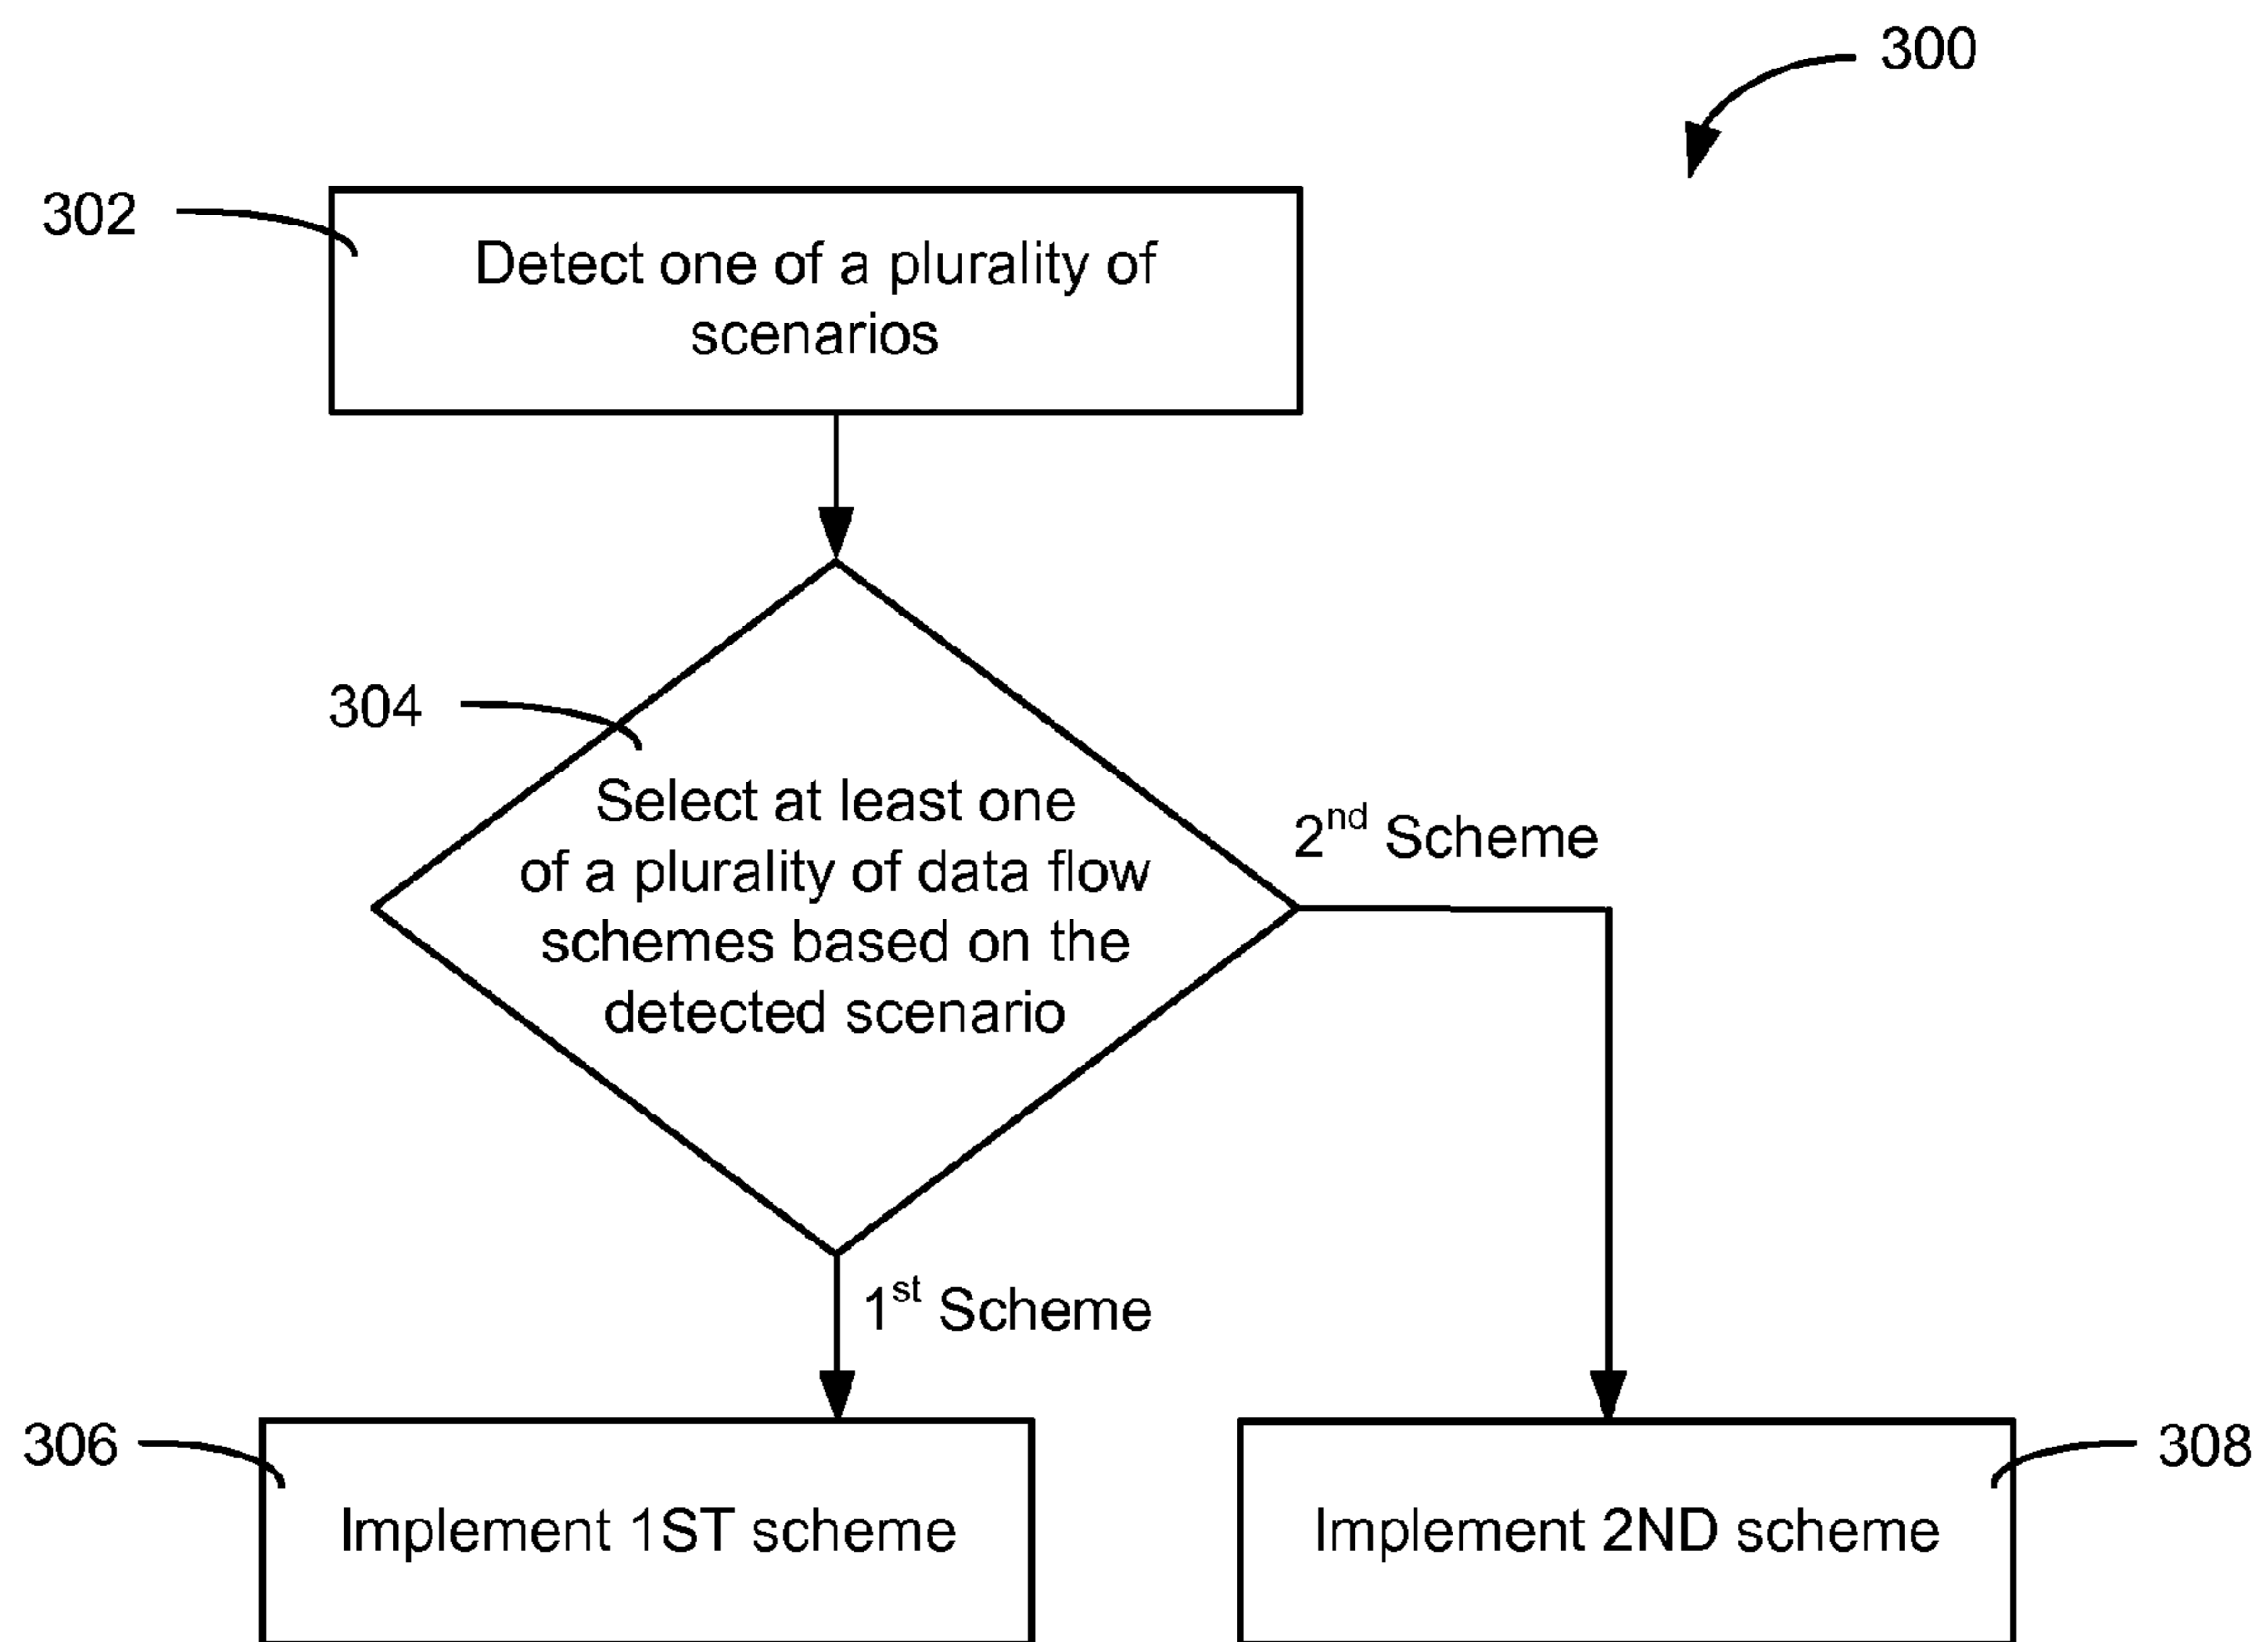 300
302
Detect one of a plurality of
scenarios
304
Select at least one
of a plurality of data flow
schemes based on the
detected scenario
2nd Scheme
1st Scheme
306
Implement 1ST scheme
Implement 2ND scheme
308